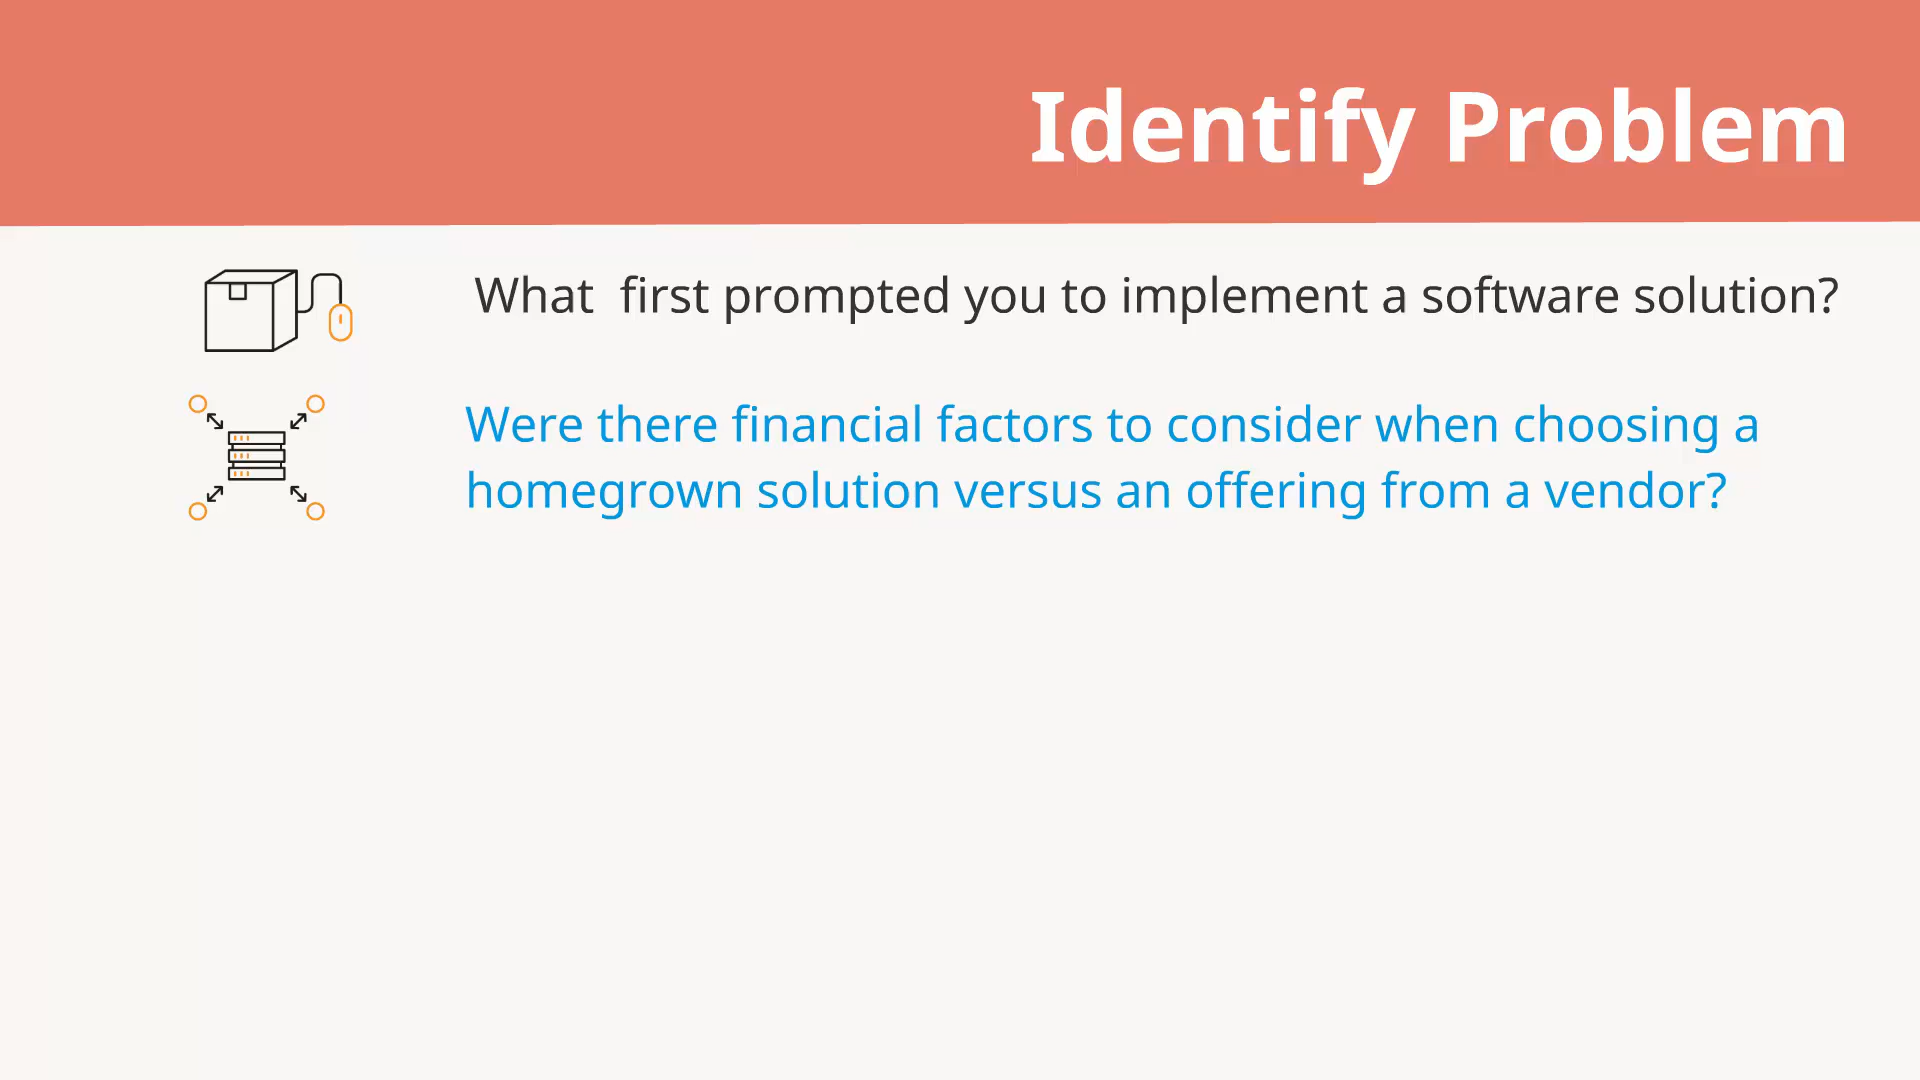 Identify Problem
What  first prompted you to implement a software solution?
Were there financial factors to consider when choosing a
homegrown solution versus an offering from a vendor?